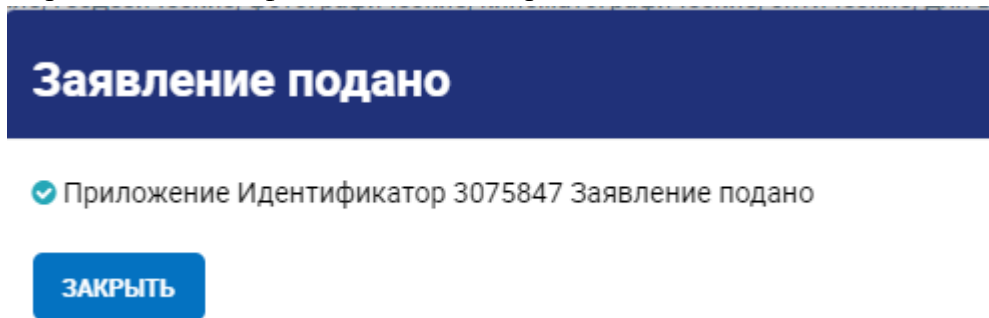 Заявление подано
Приложение Идентификатор 3075847 Заявление подано
ЗАКРЫТЬ